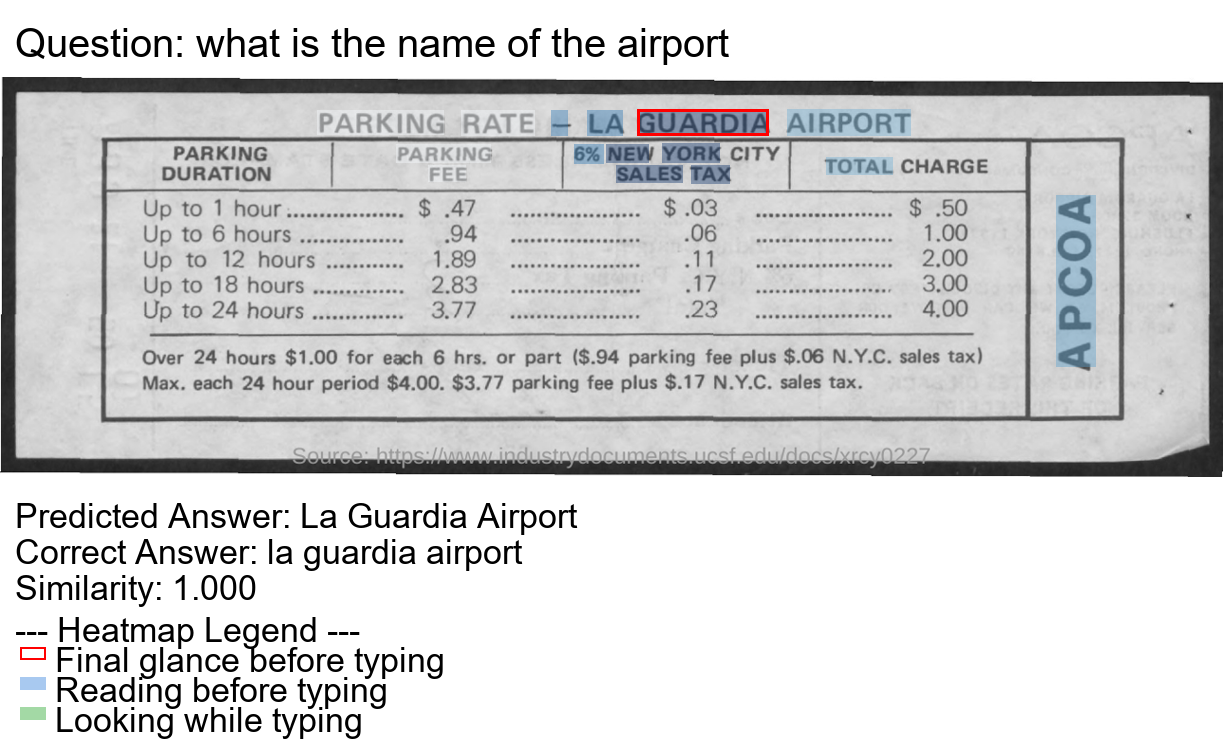 Question: what is the name of the airport
PARKING RATE – LA GUARDIA AIRPORT
PARKING DURATION PARKING FEE 6% NEW YORK CITY SALES TAX TOTAL CHARGE
Up to 1 hour ................... $ .47 ..................... $ .03 ..................... $ .50
Up to 6 hours ................. .94 ..................... .06 ..................... 1.00
Up to 12 hours ............. 1.89 ..................... .11 ..................... 2.00
Up to 18 hours ............... 2.83 ..................... .17 ..................... 3.00
Up to 24 hours ............... 3.77 ..................... .23 ..................... 4.00
Over 24 hours $1.00 for each 6 hrs. or part ($.94 parking fee plus $.06 N.Y.C. sales tax)
Max. each 24 hour period $4.00. $3.77 parking fee plus $.17 N.Y.C. sales tax.
APCOA
Source: https://www.industrydocuments.ucsf.edu/docs/xrcy0227
Predicted Answer: La Guardia Airport
Correct Answer: la guardia airport
Similarity: 1.000
--- Heatmap Legend ---
Final glance before typing
Reading before typing
Looking while typing